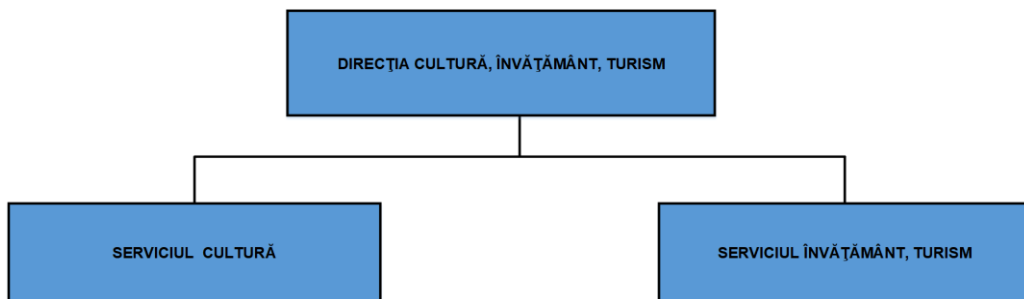 DIRECŢIA CULTURĂ, ÎNVĂŢĂMÂNT, TURISM
SERVICIUL CULTURĂ
SERVICIUL ÎNVĂŢĂMÂNT, TURISM